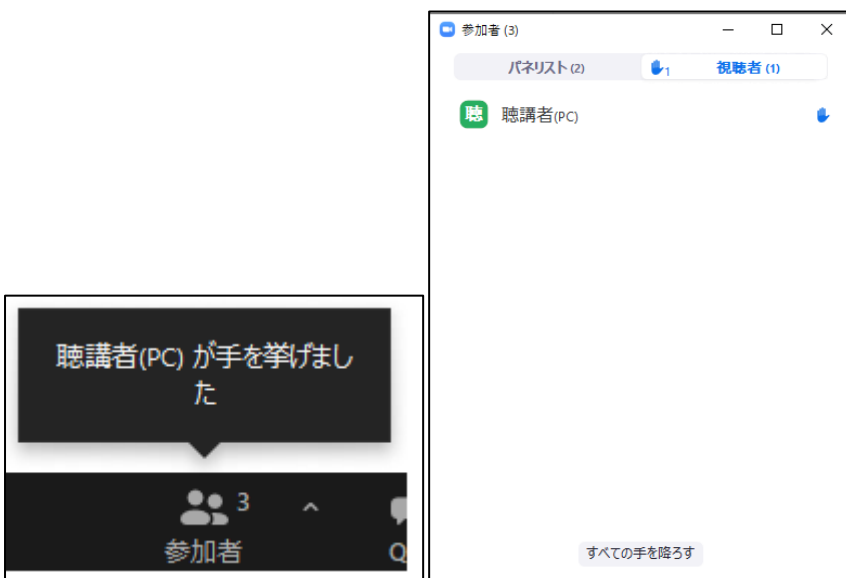 聴講者(PC) が手を挙げまし
た
3
参加者
Q
参加者 (3)
パネリスト (2)
1
視聴者 (1)
聴
聴講者(PC)
すべての手を降ろす